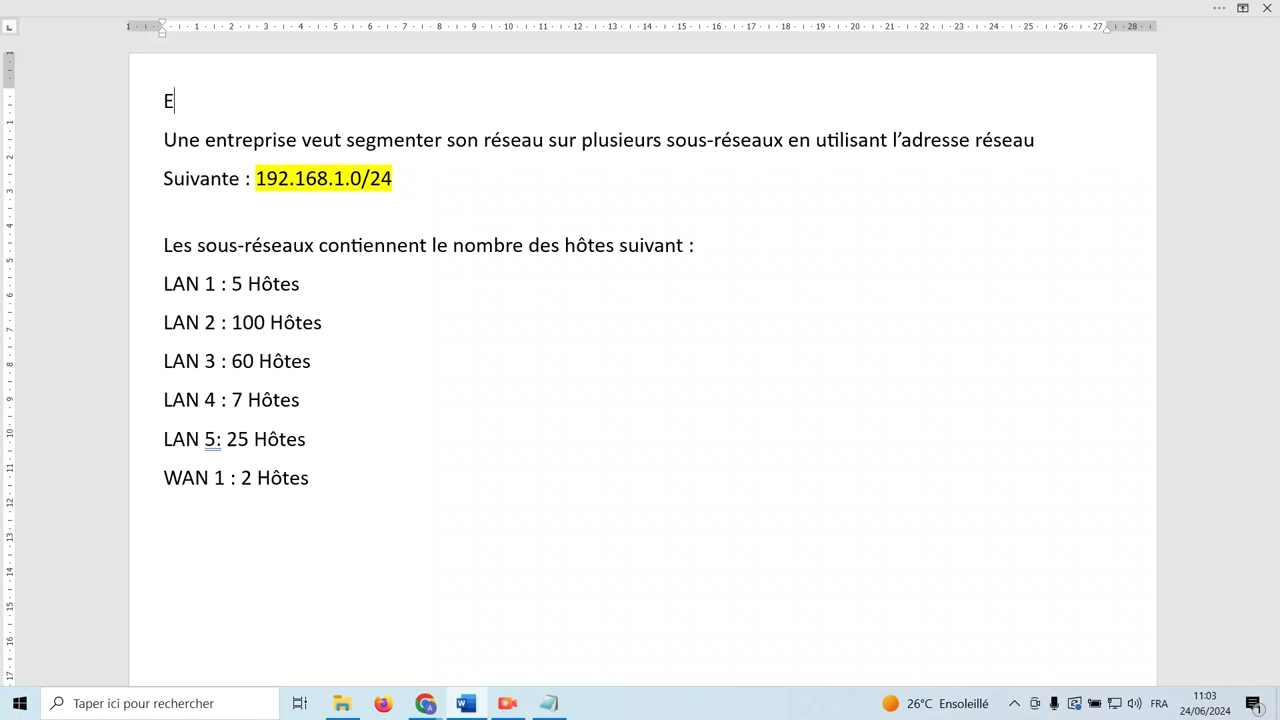 E
Une entreprise veut segmenter son réseau sur plusieurs sous-réseaux en utilisant l’adresse réseau
Suivante : 192.168.1.0/24
Les sous-réseaux contiennent le nombre des hôtes suivant :
LAN 1 : 5 Hôtes
LAN 2 : 100 Hôtes
LAN 3 : 60 Hôtes
LAN 4 : 7 Hôtes
LAN 5: 25 Hôtes
WAN 1 : 2 Hôtes
Taper ici pour rechercher
26°C Ensoleillé
FRA
11:03
24/06/2024